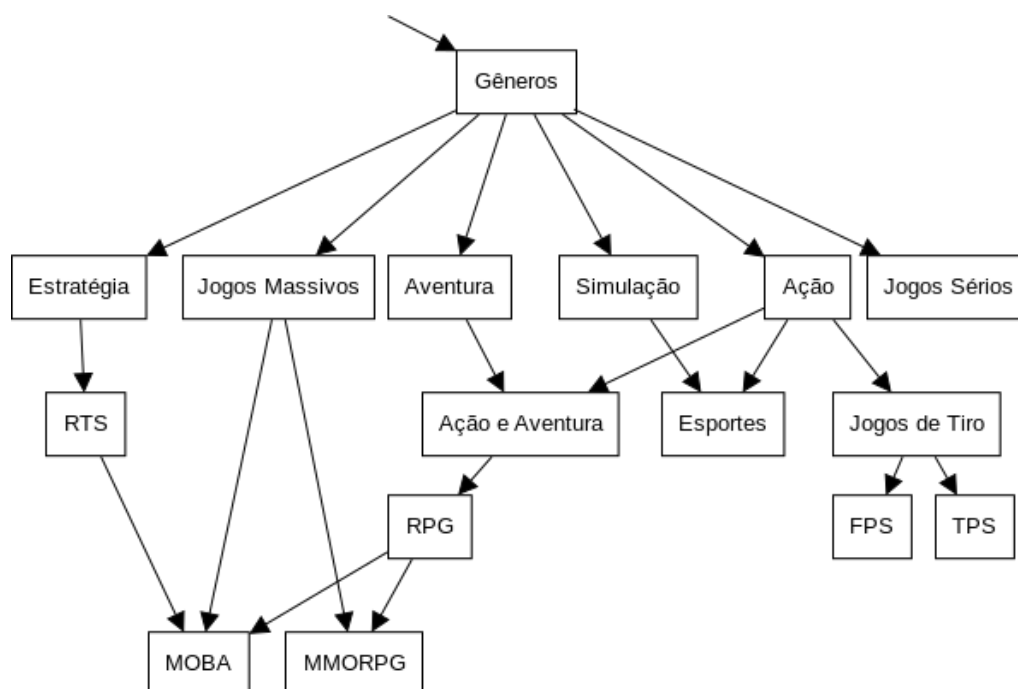 Gêneros
Estratégia
Jogos Massivos
Aventura
Simulação
Ação
Jogos Sérios
RTS
Ação e Aventura
Esportes
Jogos de Tiro
RPG
FPS
TPS
MOBA
MMORPG